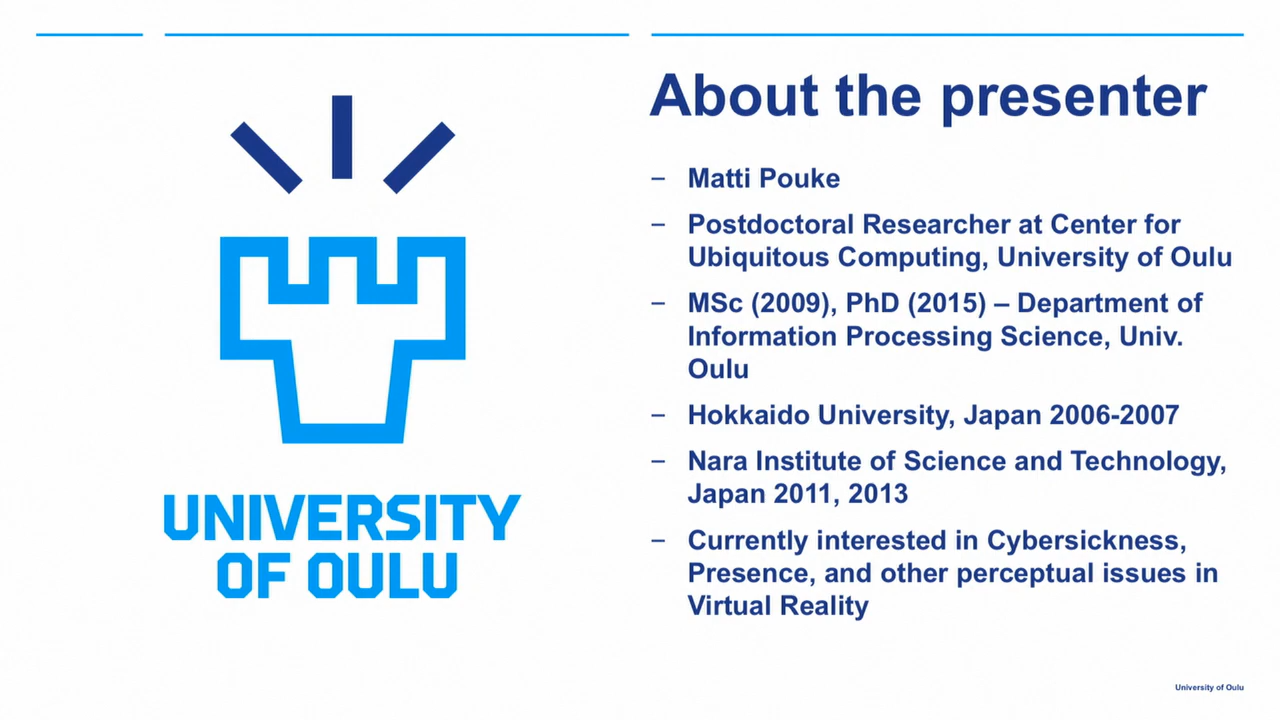 About the presenter
– Matti Pouke
– Postdoctoral Researcher at Center for
Ubiquitous Computing, University of Oulu
– MSc (2009), PhD (2015) – Department of
Information Processing Science, Univ.
Oulu
– Hokkaido University, Japan 2006-2007
– Nara Institute of Science and Technology,
Japan 2011, 2013
– Currently interested in Cybersickness,
Presence, and other perceptual issues in
Virtual Reality
UNIVERSITY
OF OULU
University of Oulu